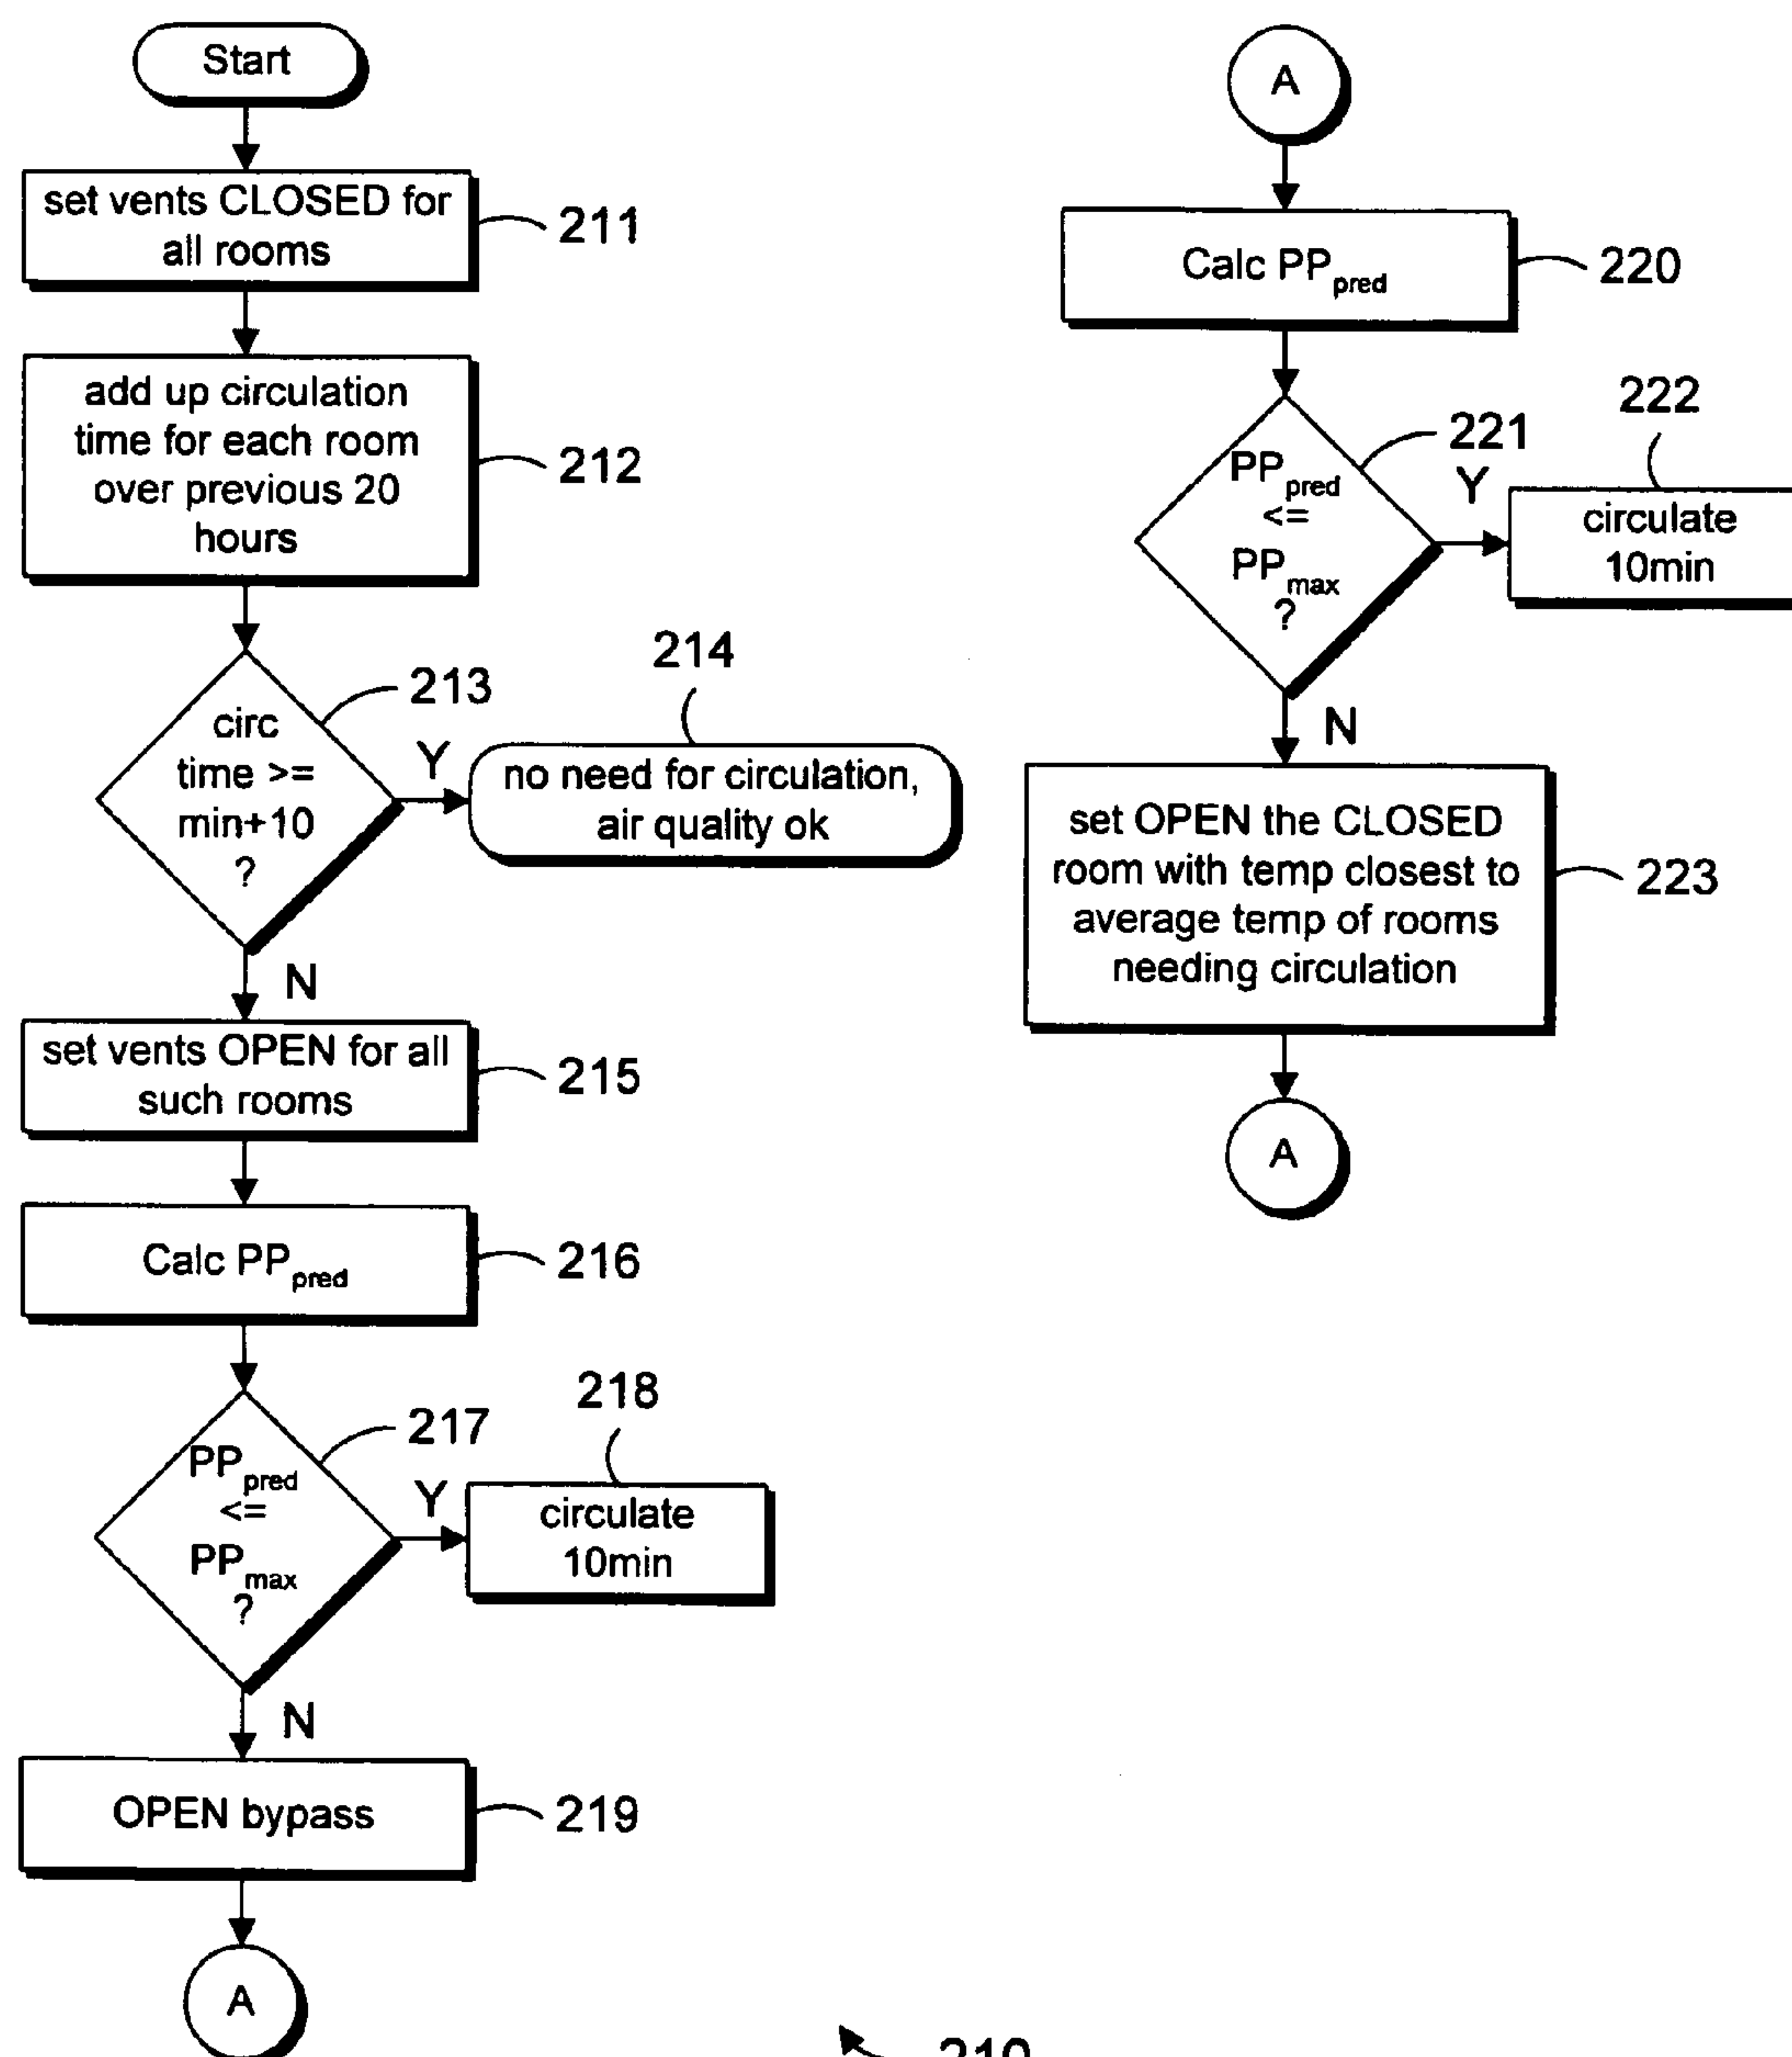 Start
set vents CLOSED for
all rooms
211
add up circulation
time for each room
over previous 20
hours
212
circ
time >=
min+10
?
213
Y
214
no need for circulation,
air quality ok
N
set vents OPEN for all
such rooms
215
Calc PPpred
216
PPpred
<=
PPmax
?
217
Y
218
circulate
10min
N
OPEN bypass
219
A
A
Calc PPpred
220
PPpred
<=
PPmax
?
221
Y
222
circulate
10min
N
set OPEN the CLOSED
room with temp closest to
average temp of rooms
needing circulation
223
A